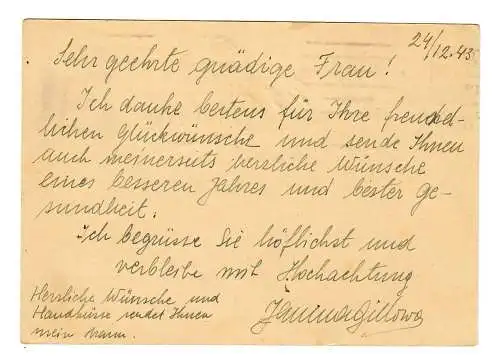 24/12.43
Sehr geehrte gnädige Frau!
Ich danke bestens für Ihre freund-
lichen Glückwünsche und sende Ihnen
auch meinerseits herzliche Wünsche
eines besseren Jahres und bester Ge-
sundheit.
Ich begrüsse Sie höflichst und
verbleibe mit Hochachtung
Herzliche Wünsche und
Handküsse sendet Ihnen
mein Mann.